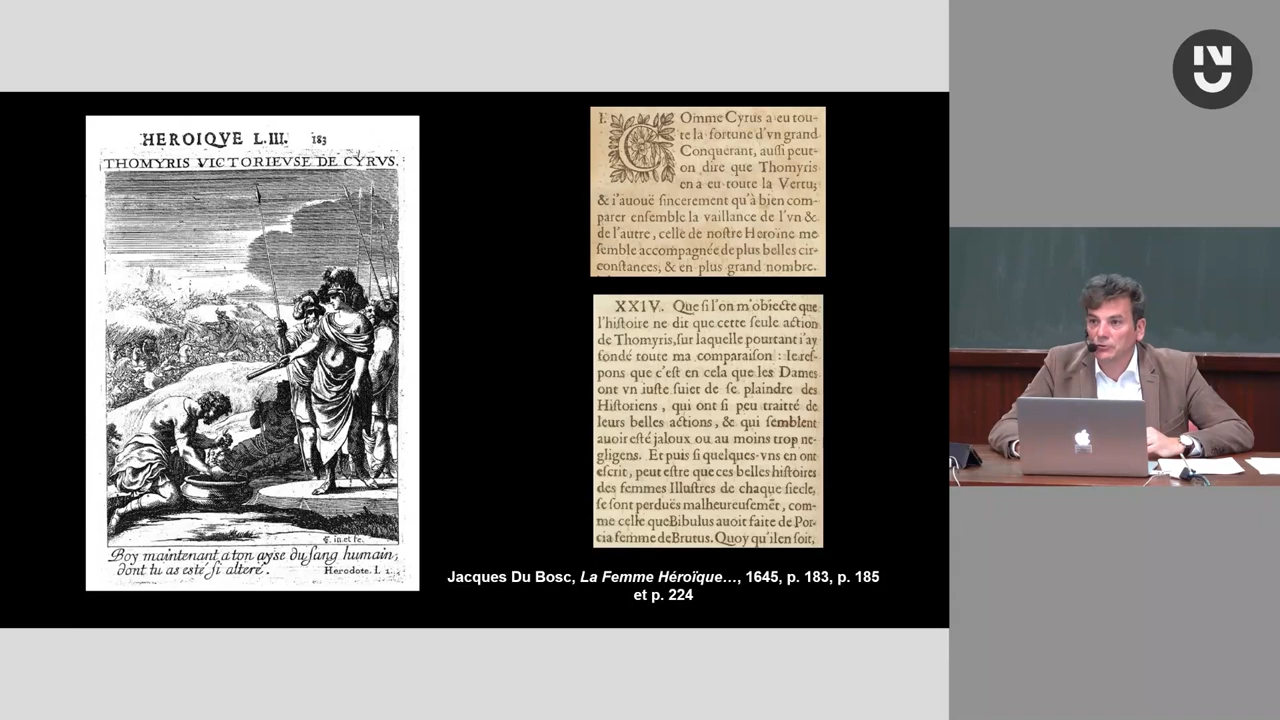 HEROIQVE L.III. 183
THOMYRIS VICTORIEVSE DE CYRVS.
F. in et fe.
Boy maintenant a ton ayse du sang humain,
dont tu as esté si alteré.
Herodote. l. 1.
I. COmme Cyrus a eu tou-
te la fortune d'vn grand
Conquerant, aussi peut-
on dire que Thomyris
en a eu toute la Vertu;
& i'auouë sincerement qu'à bien com-
parer ensemble la vaillance de l'vn &
de l'autre, celle de nostre Heroïne me
semble accompagnée de plus belles cir-
constances, & en plus grand nombre.
XXIV. Que si l'on m'obiecte que
l'histoire ne dit que cette seule action
de Thomyris, sur laquelle pourtant i'ay
fondé toute ma comparaison : Ie res-
pons que c'est en cela que les Dames
ont vn iuste suiet de se plaindre des
Historiens, qui ont si peu traitté de
leurs belles actions, & qui semblent
auoir esté jaloux ou au moins trop ne-
gligens. Et puis si quelques-vns en ont
escrit, peut estre que ces belles histoires
des femmes Illustres de chaque siecle,
se sont perduës malheureusemẽt, com-
me celle que Bibulus auoit faite de Por-
cia femme de Brutus. Quoy qu'il en soit,
Jacques Du Bosc, La Femme Héroïque…, 1645, p. 183, p. 185
et p. 224